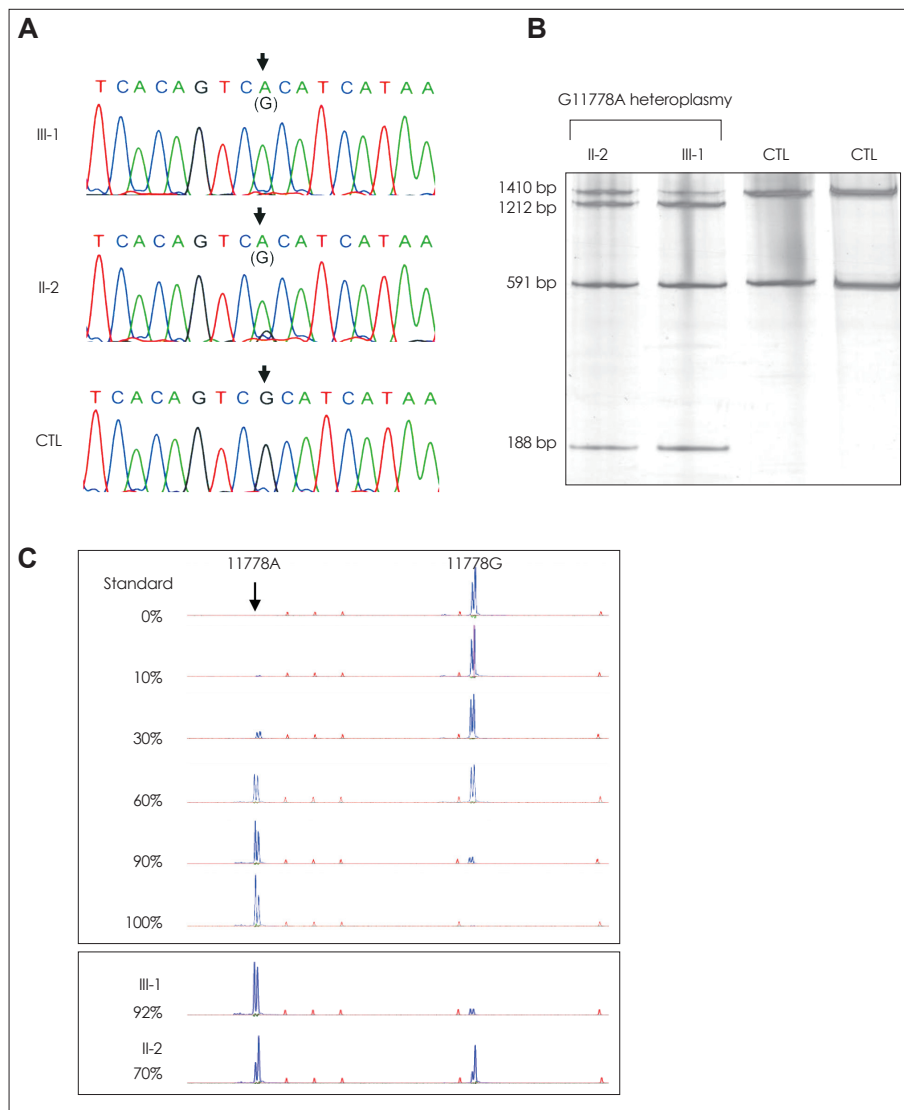 A
T C A C A G T C A C A T C A T A A
(G)
III-1
T C A C A G T C A C A T C A T A A
(G)
II-2
T C A C A G T C G C A T C A T A A
CTL
B
G11778A heteroplasmy
II-2 III-1 CTL CTL
1410 bp
1212 bp
591 bp
188 bp
C
11778A 11778G
Standard
0%
10%
30%
60%
90%
100%
III-1
92%
II-2
70%